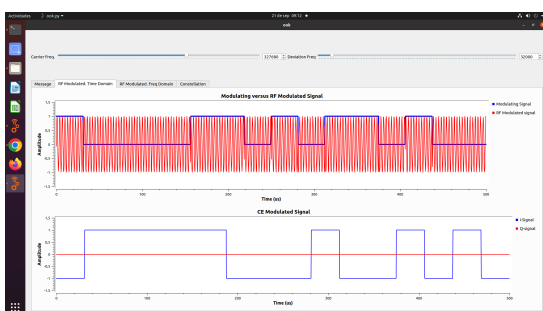 Actividades
ook.py
21 de sep 09:12
ook
Carrier Freq.
327680
Deviation Freq
32000
Message
RF Modulated. Time Domain
RF Modulated. Freq Domain
Constellation
Modulating versus RF Modulated Signal
Modulating Signal
RF Modulated signal
Amplitude
1,5
1
0,5
0
-0,5
-1
-1,5
0
100
200
300
400
500
Time (us)
CE Modulated Signal
I-Signal
Q-signal
Amplitude
1,5
1
0,5
0
-0,5
-1
-1,5
0
100
200
300
400
500
Time (us)